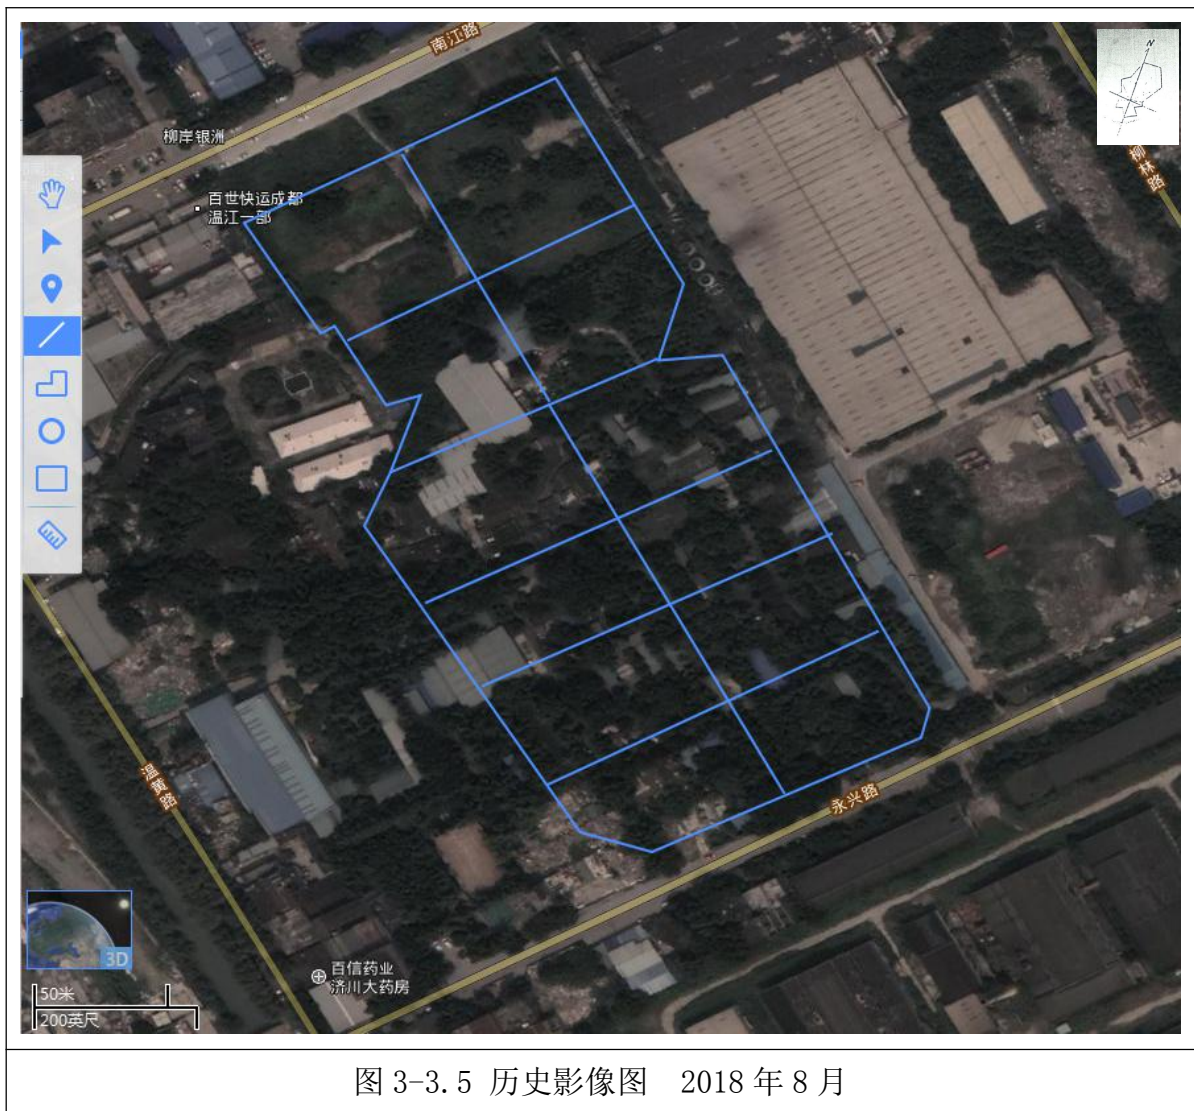 南江路
N
柳岸银洲
柳林路
百世快运成都
温江一部
温黄路
永兴路
3D
百信药业
济川大药房
50米
200英尺
图 3-3.5 历史影像图 2018 年 8 月